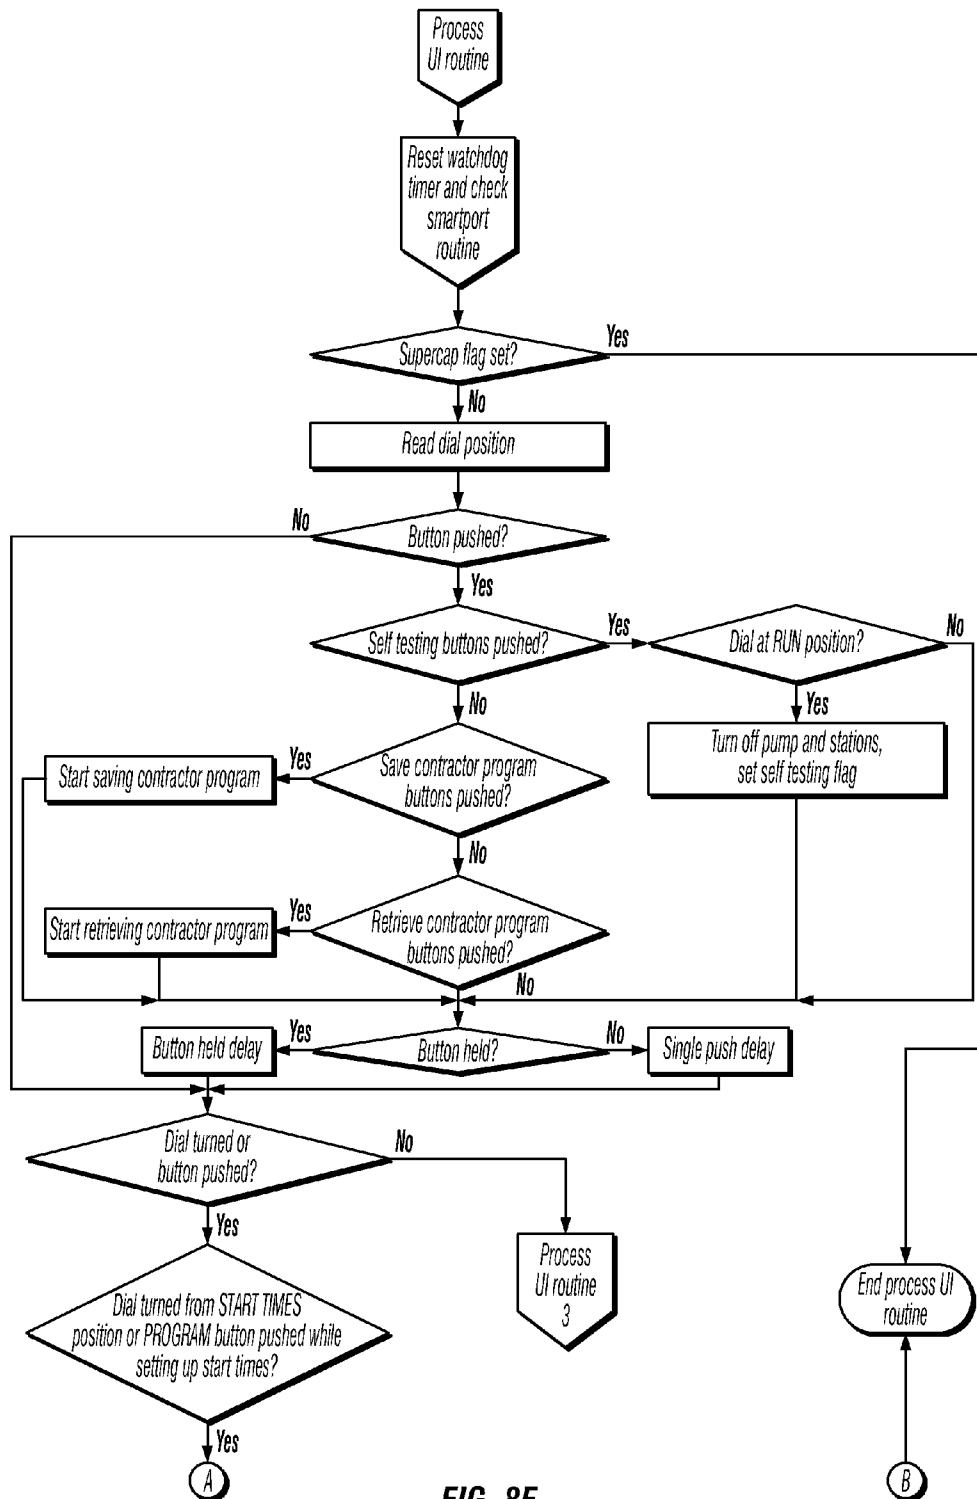 Process
UI routine
Reset watchdog
timer and check
smartport
routine
Supercap flag set?
Yes
No
Read dial position
No
Button pushed?
Yes
Self testing buttons pushed?
Yes
Dial at RUN position?
No
No
Yes
Turn off pump and stations,
set self testing flag
Start saving contractor program
Yes
Save contractor program
buttons pushed?
No
Start retrieving contractor program
Yes
Retrieve contractor program
buttons pushed?
No
Button held delay
Yes
Button held?
No
Single push delay
Dial turned or
button pushed?
No
Yes
Process
UI routine
3
End process UI
routine
Dial turned from START TIMES
position or PROGRAM button pushed while
setting up start times?
Yes
A
B